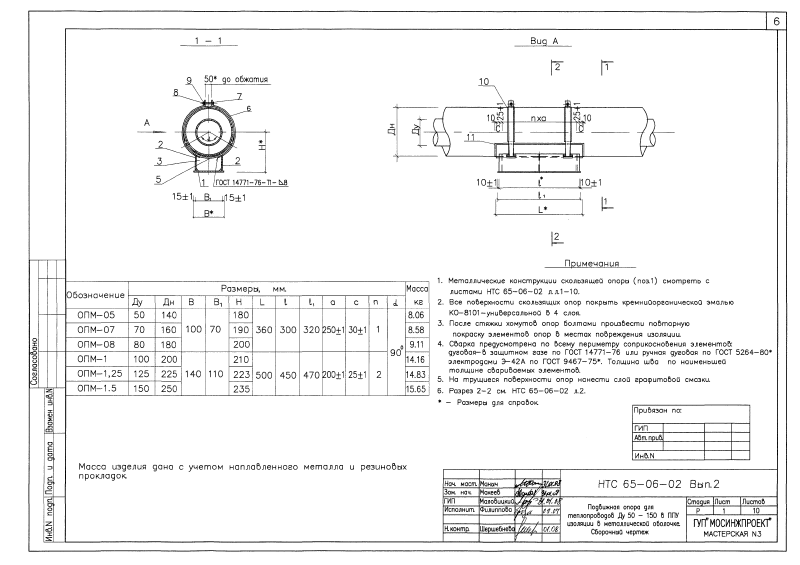 6
1 – 1
Вид А
50* до обжатия
9
8
7
6
А
Н*
2
3
5
1
2
ГОСТ 14771-76-Т1-
15±1
В₁
15±1
В*
2
1
10
Дн
Ду
11
10
25±1
nха
25±1
10
10±1
ℓ*
10±1
ℓ₁
L*
1
2
Обозначение Размеры, мм. Масса кг
Ду Дн В В₁ Н L ℓ ℓ₁ а с n α
ОПМ-05 50 140 100 70 180 360 300 320 250±1 30±1 1 90° 8.06
ОПМ-07 70 160 190 8.58
ОПМ-08 80 180 200 9.11
ОПМ-1 100 200 140 110 210 500 450 470 200±1 25±1 2 14.16
ОПМ-1,25 125 225 223 14.83
ОПМ-1.5 150 250 235 15.65
Примечания
1. Металлические конструкции скользящей опоры (поз.1) смотреть с
листами НТС 65-06-02 л.л.1-10.
2. Все поверхности скользящих опор покрыть кремнийорганической эмалью
КО-8101-универсальной в 4 слоя.
3. После стяжки хомутов опор болтами произвести повторную
покраску элементов опор в местах повреждения изоляции.
4. Сварка предусмотрена по всему периметру соприкосновения элементов:
дуговая-в защитном газе по ГОСТ 14771-76 или ручная дуговая по ГОСТ 5264-80*
электродами Э-42А по ГОСТ 9467-75*. Толщина шва по наименьшей
толщине свариваемых элементов.
5. На трущиеся поверхности опор нанести слой графитовой смазки.
6. Разрез 2-2 см. НТС 65-06-02 л.2.
* – Размеры для справок.
Масса изделия дана с учетом наплавленного металла и резиновых
прокладок.
Привязан по:
ГИП
Авт. прив.
Инв.N
Согласовано
Взамен инв.N
Подп. и дата
Инв.N подл.
Нач. маст. Манич
Зам. нач. Макеев
ГИП Маловицкий
Исполнит. Филиппова
Н.контр. Шершебнева 01.08
НТС 65-06-02 Вып.2
Подвижная опора для
теплопроводов Ду 50 – 150 в ППУ
изоляции в металлической оболочке.
Сборочный чертеж
Стадия Лист Листов
Р 1 10
ГУП"МОСИНЖПРОЕКТ"
МАСТЕРСКАЯ N3